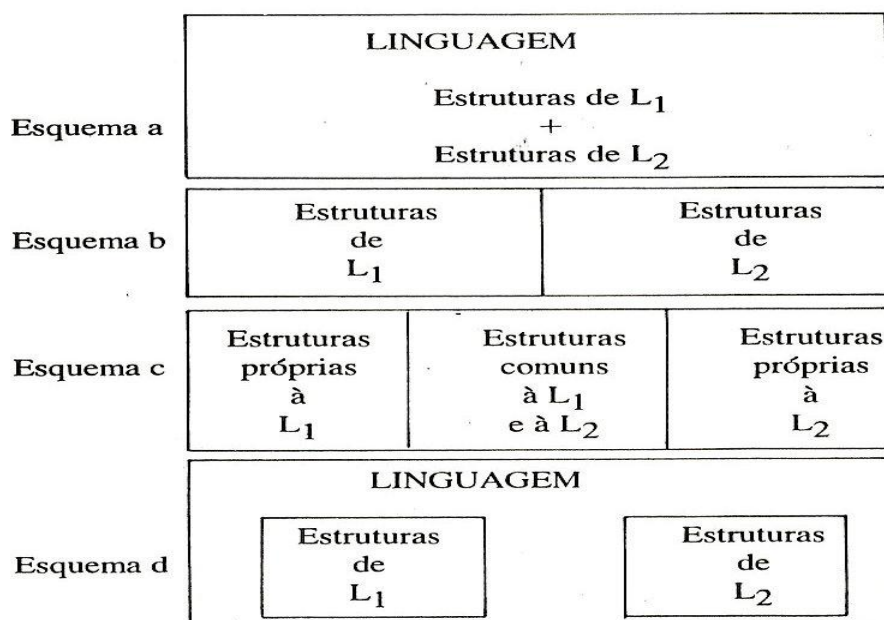 LINGUAGEM
Esquema a
Estruturas de L1
+
Estruturas de L2
Esquema b
Estruturas
de
L1
Estruturas
de
L2
Esquema c
Estruturas
próprias
à
L1
Estruturas
comuns
à L1
e à L2
Estruturas
próprias
à
L2
LINGUAGEM
Esquema d
Estruturas
de
L1
Estruturas
de
L2